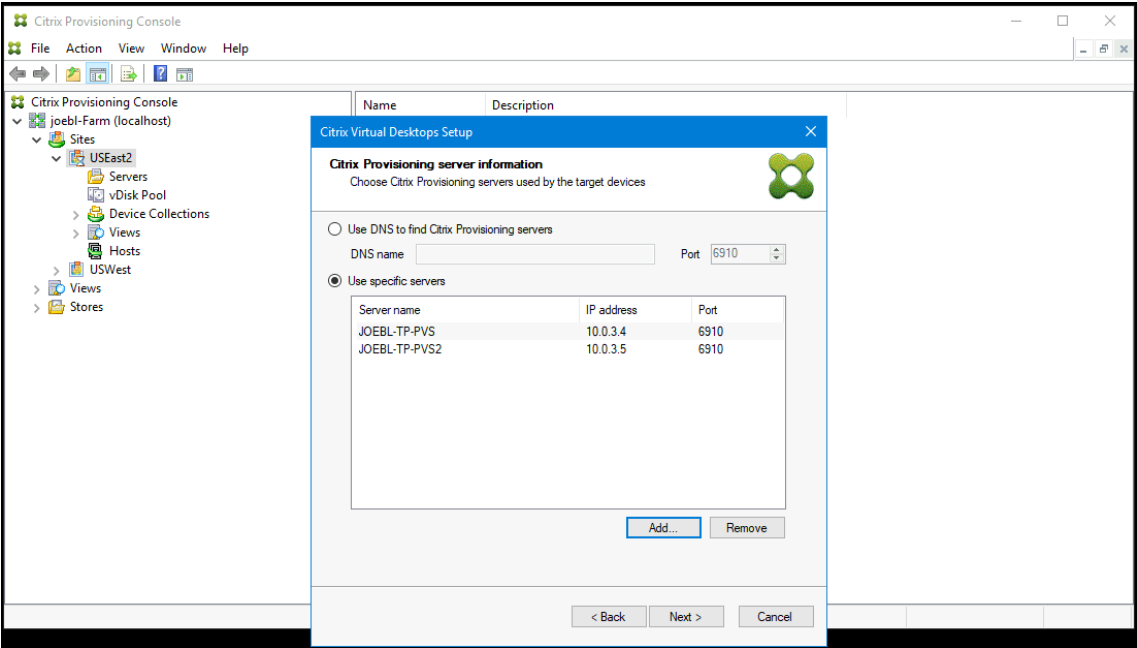 Citrix Provisioning Console
File Action View Window Help
Citrix Provisioning Console
joebl-Farm (localhost)
Sites
USEast2
Servers
vDisk Pool
Device Collections
Views
Hosts
USWest
Views
Stores
Name Description
Citrix Virtual Desktops Setup
Citrix Provisioning server information
Choose Citrix Provisioning servers used by the target devices
Use DNS to find Citrix Provisioning servers
DNS name Port 6910
Use specific servers
Server name IP address Port
JOEBL-TP-PVS 10.0.3.4 6910
JOEBL-TP-PVS2 10.0.3.5 6910
Add... Remove
< Back Next > Cancel